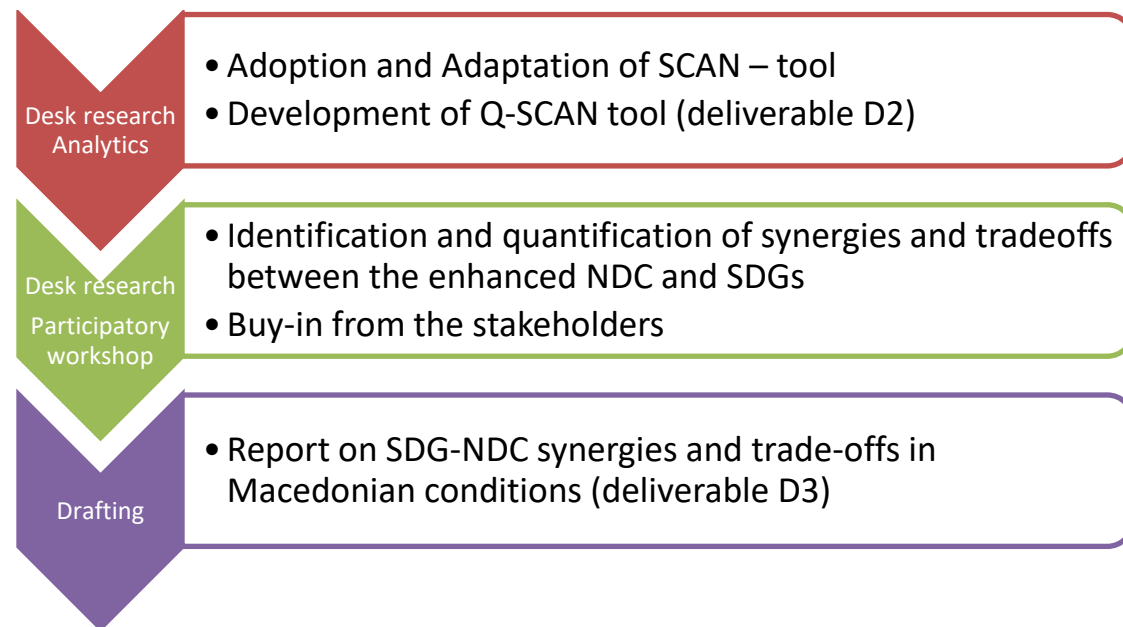 Desk research
Analytics
• Adoption and Adaptation of SCAN – tool
• Development of Q-SCAN tool (deliverable D2)
Desk research
Participatory
workshop
• Identification and quantification of synergies and tradeoffs
between the enhanced NDC and SDGs
• Buy-in from the stakeholders
Drafting
• Report on SDG-NDC synergies and trade-offs in
Macedonian conditions (deliverable D3)